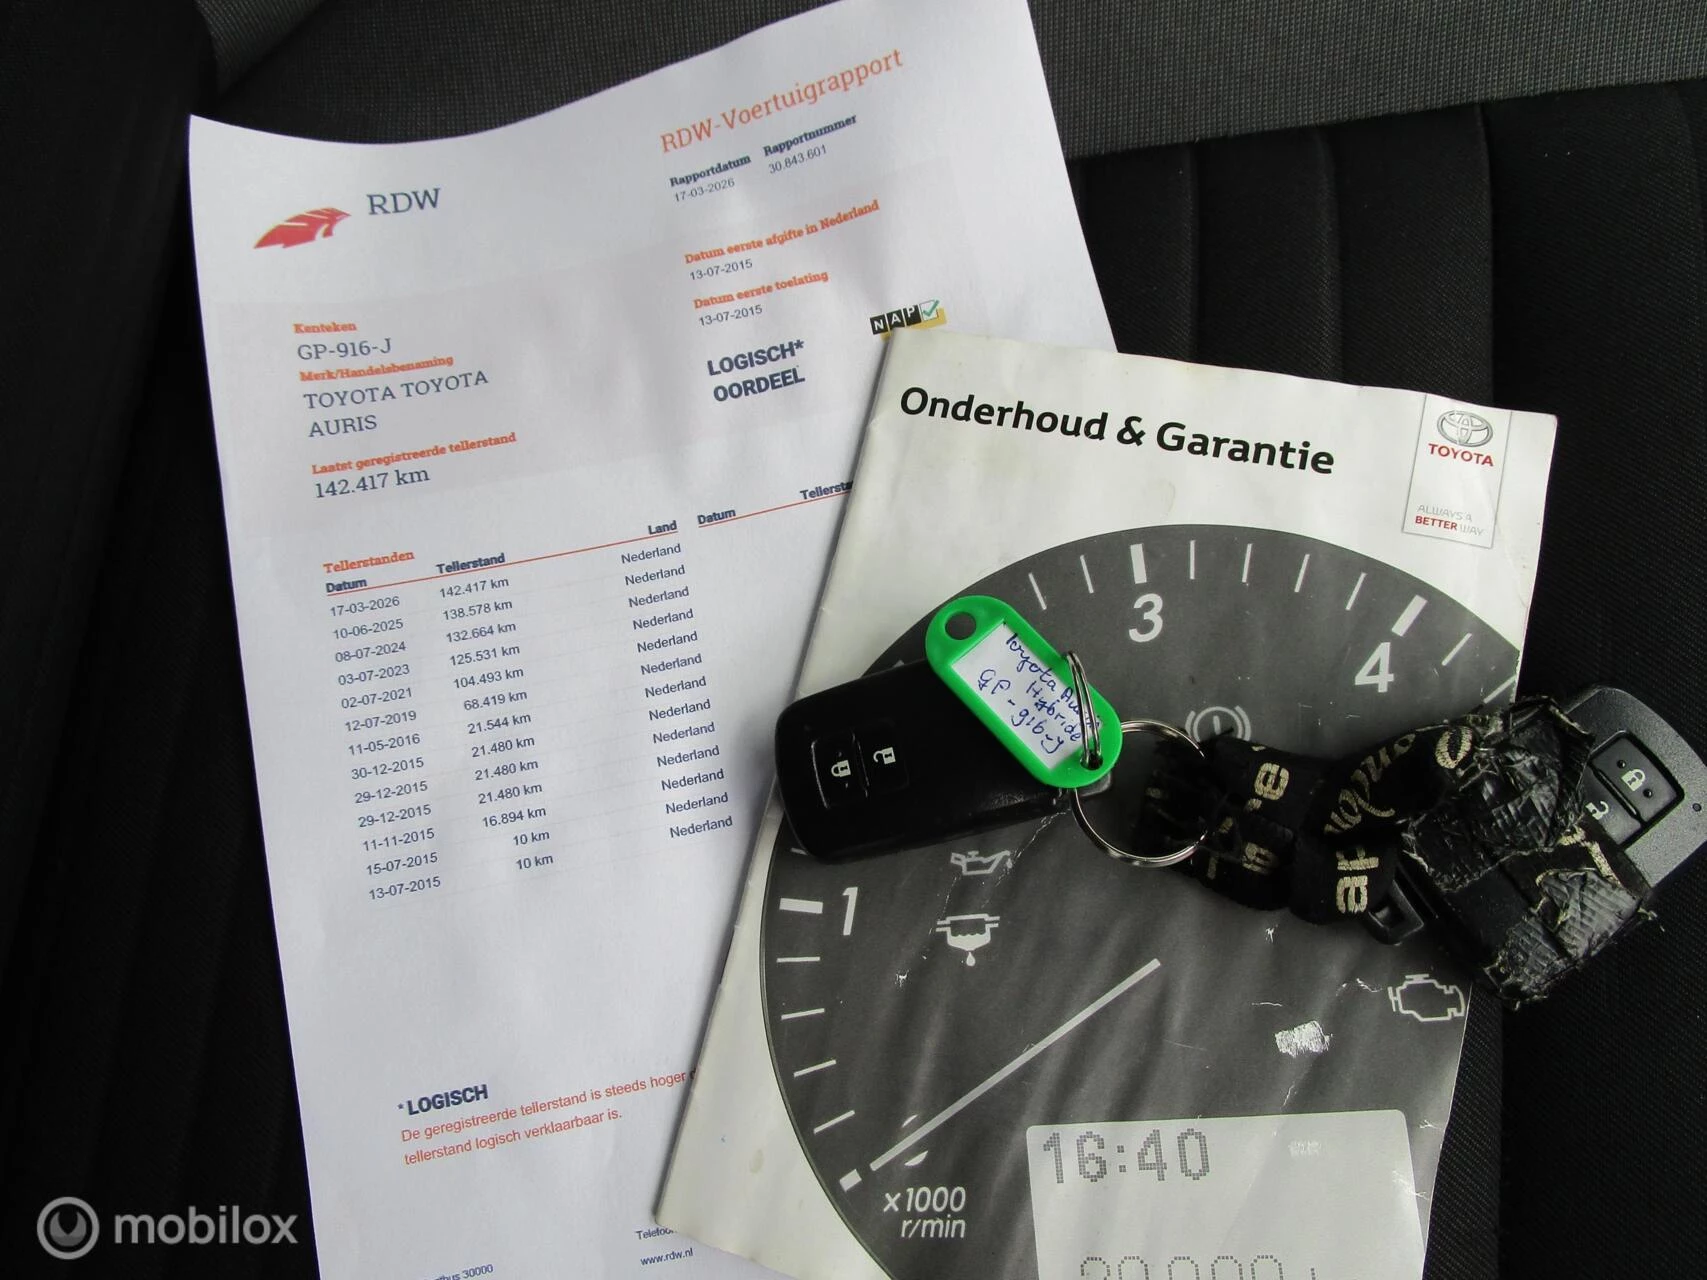 RDW-Voertuigrapport
Rapportdatum Rapportnummer
17-03-2026 30.843.601
RDW
Datum eerste afgifte in Nederland
13-07-2015
Datum eerste toelating
13-07-2015
NAP
LOGISCH*
OORDEEL
Kenteken
GP-916-J
Merk/Handelsbenaming
TOYOTA TOYOTA
AURIS
Laatst geregistreerde tellerstand
142.417 km
Tellerstanden
Datum Tellerstand Land Datum
17-03-2026 142.417 km Nederland
10-06-2025 138.578 km Nederland
08-07-2024 132.664 km Nederland
03-07-2023 125.531 km Nederland
02-07-2021 104.493 km Nederland
12-07-2019 68.419 km Nederland
11-05-2016 21.544 km Nederland
30-12-2015 21.480 km Nederland
29-12-2015 21.480 km Nederland
29-12-2015 21.480 km Nederland
11-11-2015 16.894 km Nederland
15-07-2015 10 km Nederland
13-07-2015 10 km Nederland
*LOGISCH
De geregistreerde tellerstand is steeds hoger
tellerstand logisch verklaarbaar is.
30000
www.rdw.nl
Onderhoud & Garantie
TOYOTA
ALWAYS A
BETTER WAY
3
4
1
Toyota
Hybride
GP
-916-J
16:40
x1000
r/min
mobilox